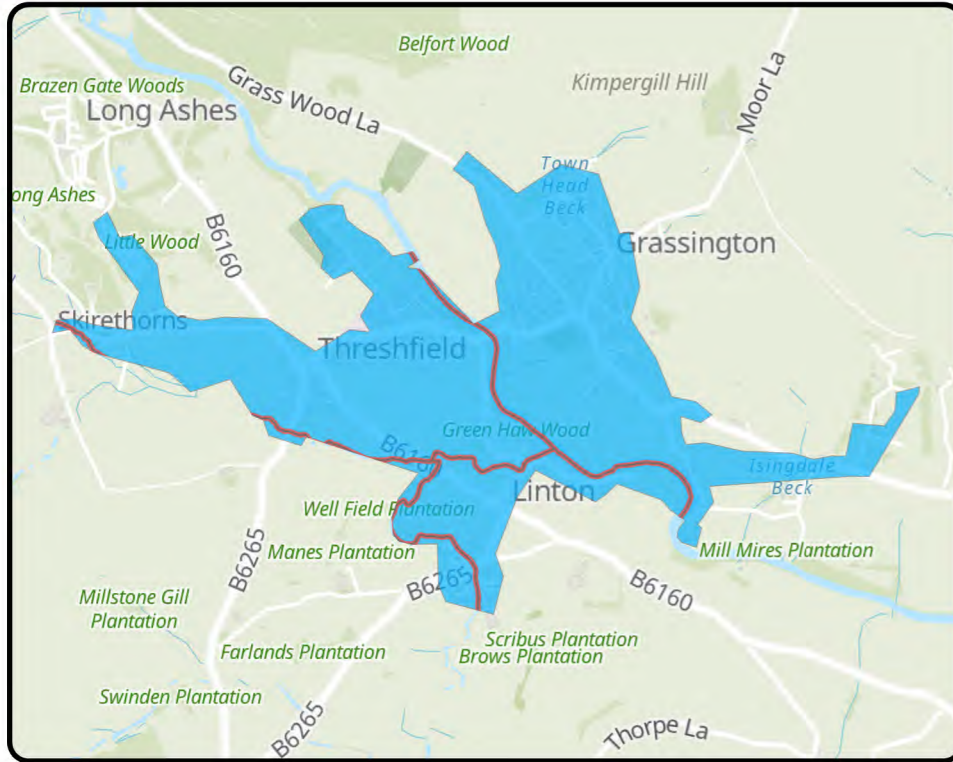 Belfort Wood
Brazen Gate Woods
Long Ashes
Grass Wood La
Kimpergill Hill
Moor La
Town
Head
Beck
ong Ashes
Little Wood
B6160
Grassington
Skirethorns
Threshfield
Green Haw Wood
B616
Linton
Isingdale
Beck
Well Field Plantation
Manes Plantation
Mill Mires Plantation
B6265
B6265
B6160
Millstone Gill
Plantation
Scribus Plantation
Farlands Plantation
Brows Plantation
Swinden Plantation
B6265
Thorpe La